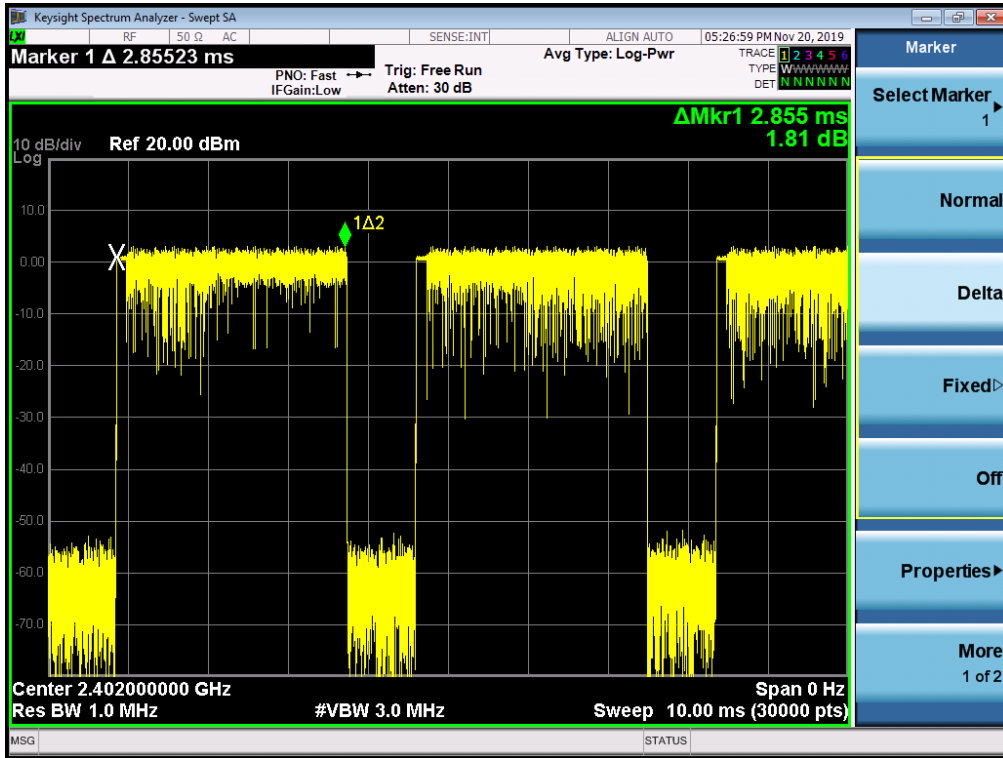 Keysight Spectrum Analyzer - Swept SA
LXI
RF 50 Ω AC SENSE:INT ALIGN AUTO 05:26:59 PM Nov 20, 2019
Marker 1 Δ 2.85523 ms
PNO: Fast
IFGain:Low
Trig: Free Run
Atten: 30 dB
Avg Type: Log-Pwr
TRACE 1 2 3 4 5 6
TYPE WWWWWW
DET N N N N N N
ΔMkr1 2.855 ms
1.81 dB
10 dB/div Ref 20.00 dBm
Log
10.0
0.00
-10.0
-20.0
-30.0
-40.0
-50.0
-60.0
-70.0
X
1Δ2
Center 2.402000000 GHz Span 0 Hz
Res BW 1.0 MHz #VBW 3.0 MHz Sweep 10.00 ms (30000 pts)
MSG STATUS
Marker
Select Marker
1
Normal
Delta
Fixed
Off
Properties
More
1 of 2